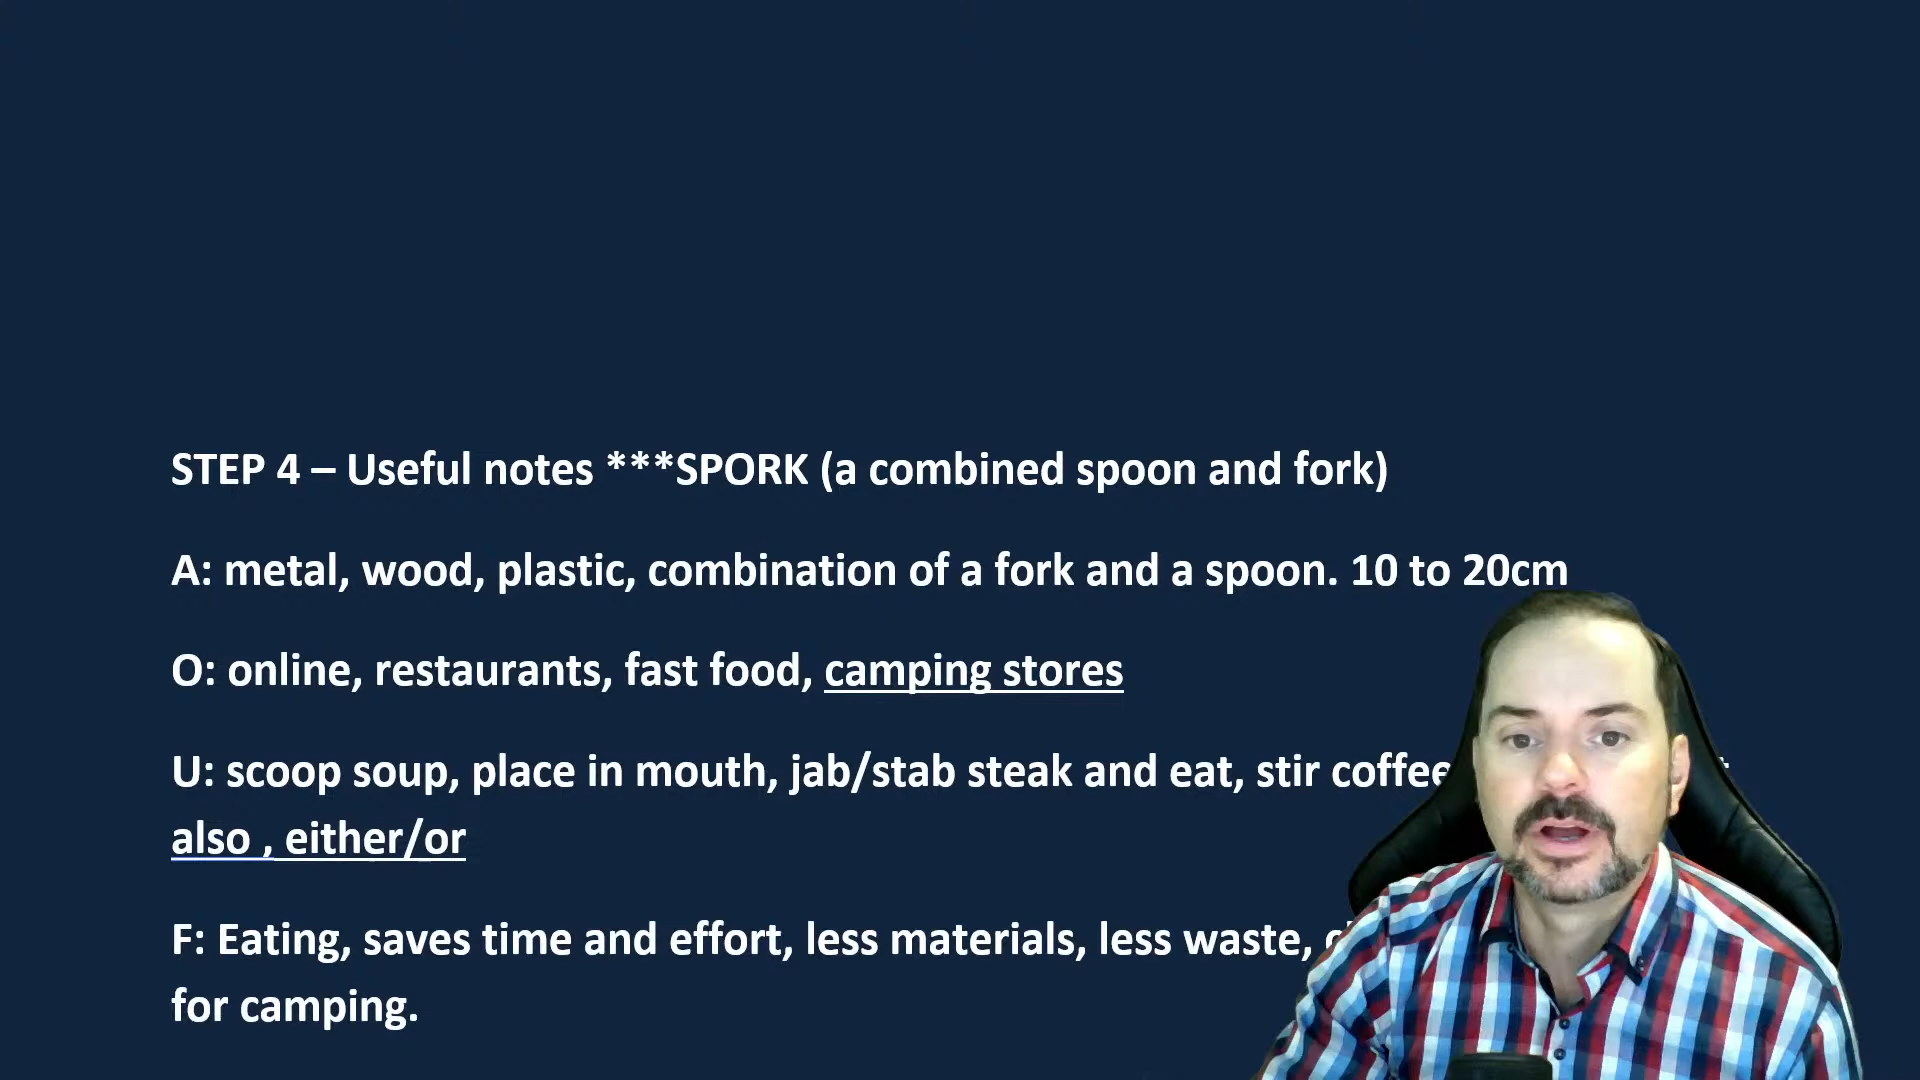 STEP 4 – Useful notes ***SPORK (a combined spoon and fork)
A: metal, wood, plastic, combination of a fork and a spoon. 10 to 20cm
O: online, restaurants, fast food, camping stores
U: scoop soup, place in mouth, jab/stab steak and eat, stir coffee
also , either/or
F: Eating, saves time and effort, less materials, less waste,
for camping.